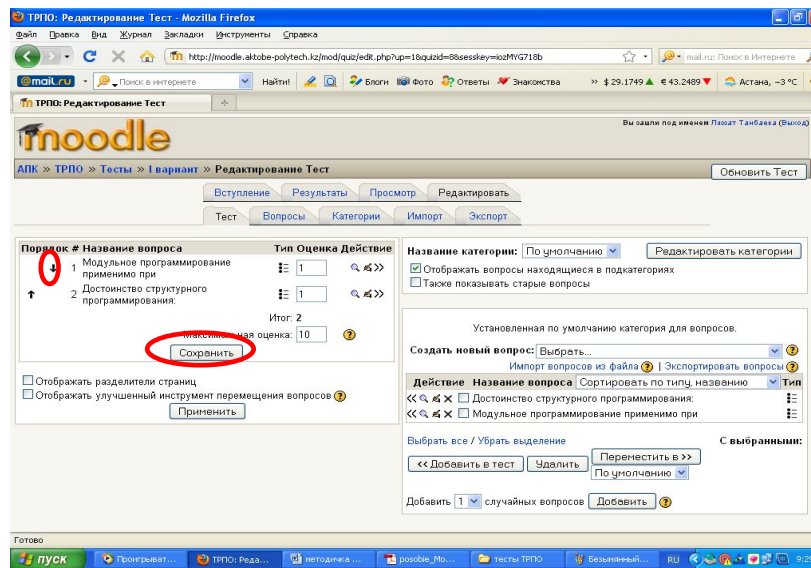 ТРПО: Редактирование Тест - Mozilla Firefox
Файл Правка Вид Журнал Закладки Инструменты Справка
http://moodle.aktobe-polytech.kz/mod/quiz/edit.php?up=1&quizid=88&sesskey=iozMYG718b
mail.ru: Поиск в Интернете
@mail.ru Поиск в интернете Найти! Блоги Фото Ответы Знакомства » $ 29.1749 € 43.2489 Астана, −3 °C
ТРПО: Редактирование Тест
moodle
Вы зашли под именем Ляззат Танбаева (Выход)
АПК » ТРПО » Тесты » I вариант » Редактирование Тест
Обновить Тест
Вступление Результаты Просмотр Редактировать
Тест Вопросы Категории Импорт Экспорт
Порядок # Название вопроса Тип Оценка Действие
1 Модульное программирование применимо при 1
2 Достоинство структурного программирования: 1
Итог: 2
Максимальная оценка: 10
Сохранить
Отображать разделители страниц
Отображать улучшенный инструмент перемещения вопросов
Применить
Название категории: По умолчанию Редактировать категории
Отображать вопросы находящиеся в подкатегориях
Также показывать старые вопросы
Установленная по умолчанию категория для вопросов.
Создать новый вопрос: Выбрать...
Импорт вопросов из файла | Экспортировать вопросы
Действие Название вопроса Сортировать по типу, названию Тип
Достоинство структурного программирования:
Модульное программирование применимо при
Выбрать все / Убрать выделение С выбранными:
<< Добавить в тест Удалить Переместить в >>
По умолчанию
Добавить 1 случайных вопросов Добавить
Готово
пуск Проигрыват... ТРПО: Реда... методичка ... posobie_Mo... тесты ТРПО Безымянный... RU